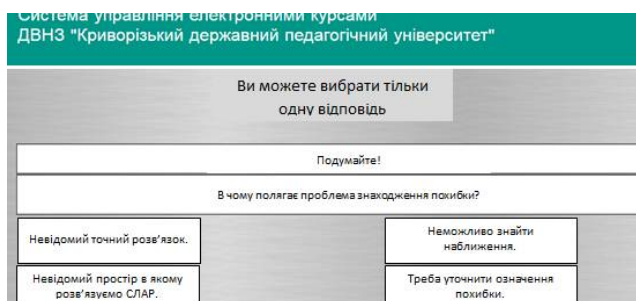 Система управління електронними курсами
ДВНЗ "Криворізький державний педагогічний університет"
Ви можете вибрати тільки
одну відповідь
Подумайте!
В чому полягає проблема знаходження похибки?
Невідомий точний розв’язок.
Неможливо знайти
наближення.
Невідомий простір в якому
розв’язуємо СЛАР.
Треба уточнити означення
похибки.